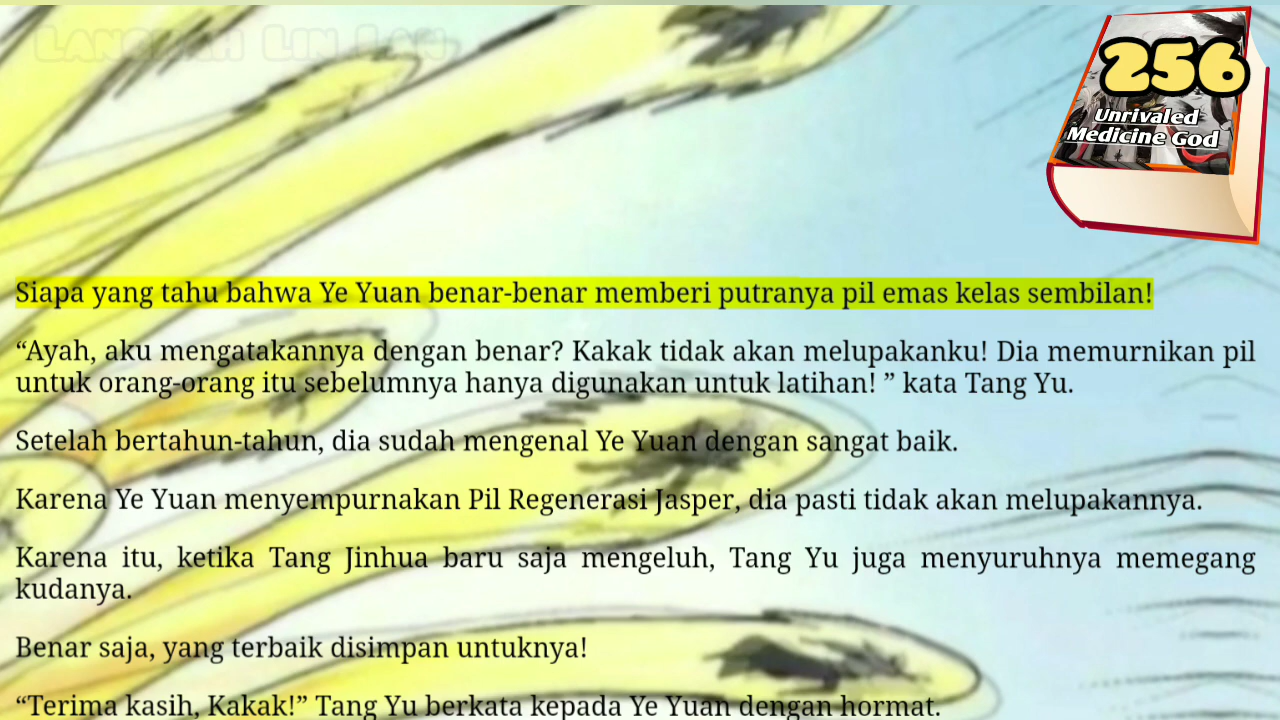 Langkah Lin Lan
256
Unrivaled
Medicine God
Siapa yang tahu bahwa Ye Yuan benar-benar memberi putranya pil emas kelas sembilan!
“Ayah, aku mengatakannya dengan benar? Kakak tidak akan melupakanku! Dia memurnikan pil
untuk orang-orang itu sebelumnya hanya digunakan untuk latihan! ” kata Tang Yu.
Setelah bertahun-tahun, dia sudah mengenal Ye Yuan dengan sangat baik.
Karena Ye Yuan menyempurnakan Pil Regenerasi Jasper, dia pasti tidak akan melupakannya.
Karena itu, ketika Tang Jinhua baru saja mengeluh, Tang Yu juga menyuruhnya memegang
kudanya.
Benar saja, yang terbaik disimpan untuknya!
“Terima kasih, Kakak!” Tang Yu berkata kepada Ye Yuan dengan hormat.